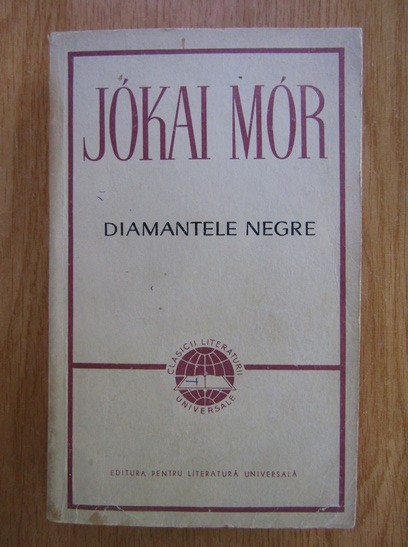 JÓKAI MÓR
DIAMANTELE NEGRE
CLASICII LITERATURII
UNIVERSALE
EDITURA PENTRU LITERATURĂ UNIVERSALĂ